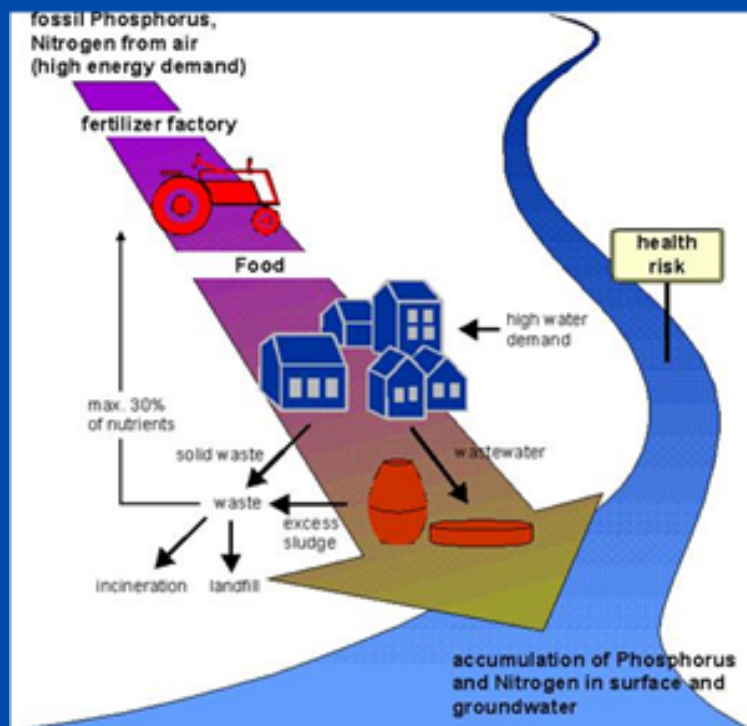 fossil Phosphorus,
Nitrogen from air
(high energy demand)
fertilizer factory
Food
health
risk
high water
demand
max. 30%
of nutrients
solid waste
wastewater
waste
excess
sludge
incineration
landfill
accumulation of Phosphorus
and Nitrogen in surface and
groundwater